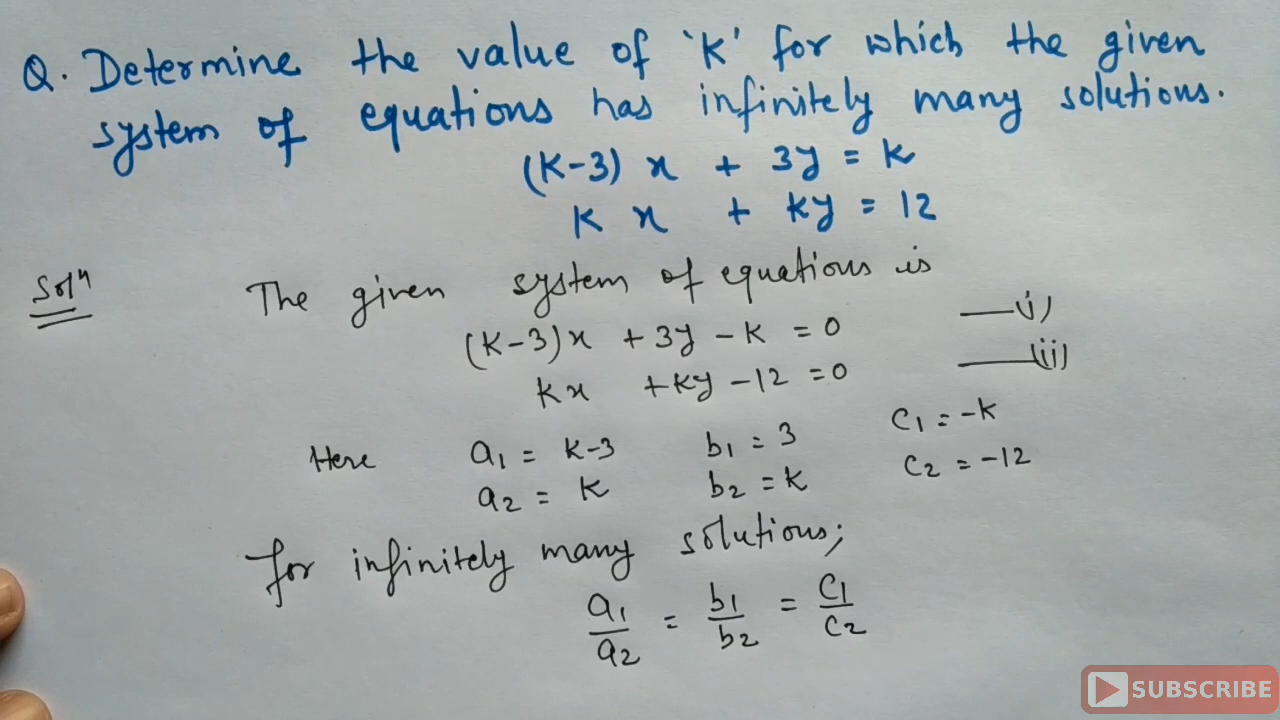 Q. Determine the value of 'K' for which the given
system of equations has infinitely many solutions.
(K-3) x + 3y = k
K x + ky = 12
Solⁿ
The given system of equations is
(K-3)x + 3y - K = 0 —(i)
kx + ky - 12 = 0 —(ii)
Here a₁ = K-3 b₁ = 3 C₁ = -K
a₂ = K b₂ = K C₂ = -12
for infinitely many solutions;
a₁/a₂ = b₁/b₂ = C₁/C₂
SUBSCRIBE